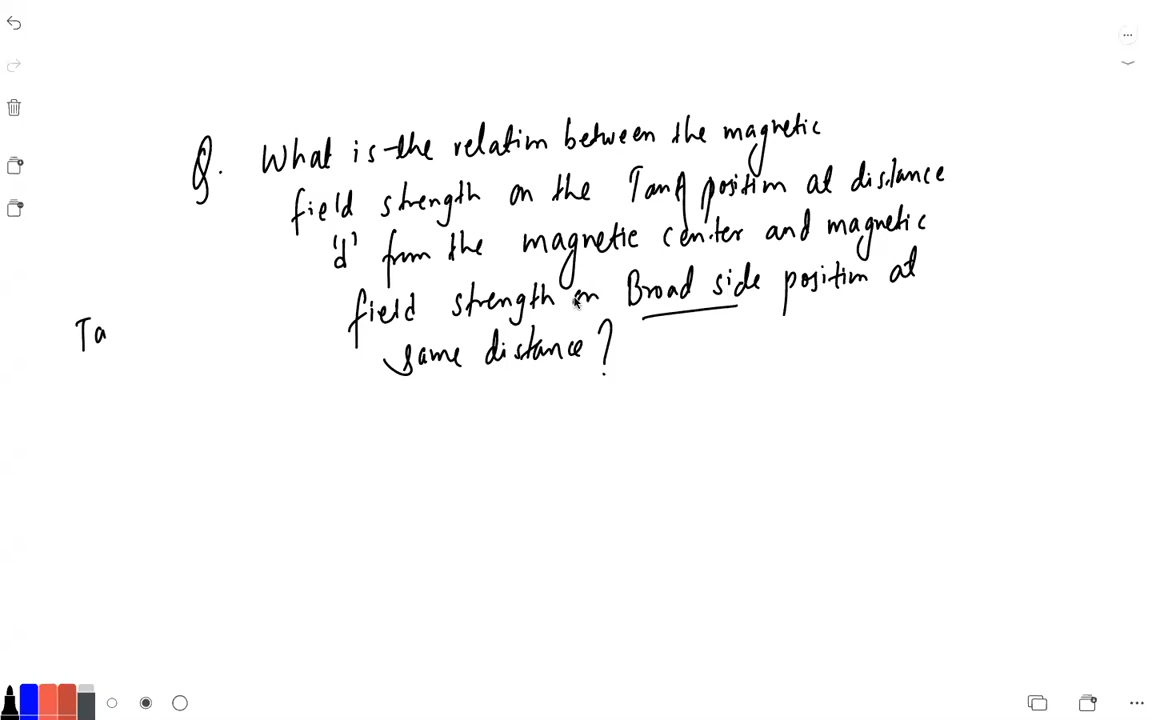 Q. What is the relation between the magnetic
field strength on the Tan A position at distance
'd' from the magnetic center and magnetic
field strength on Broad side position at
same distance?
Ta